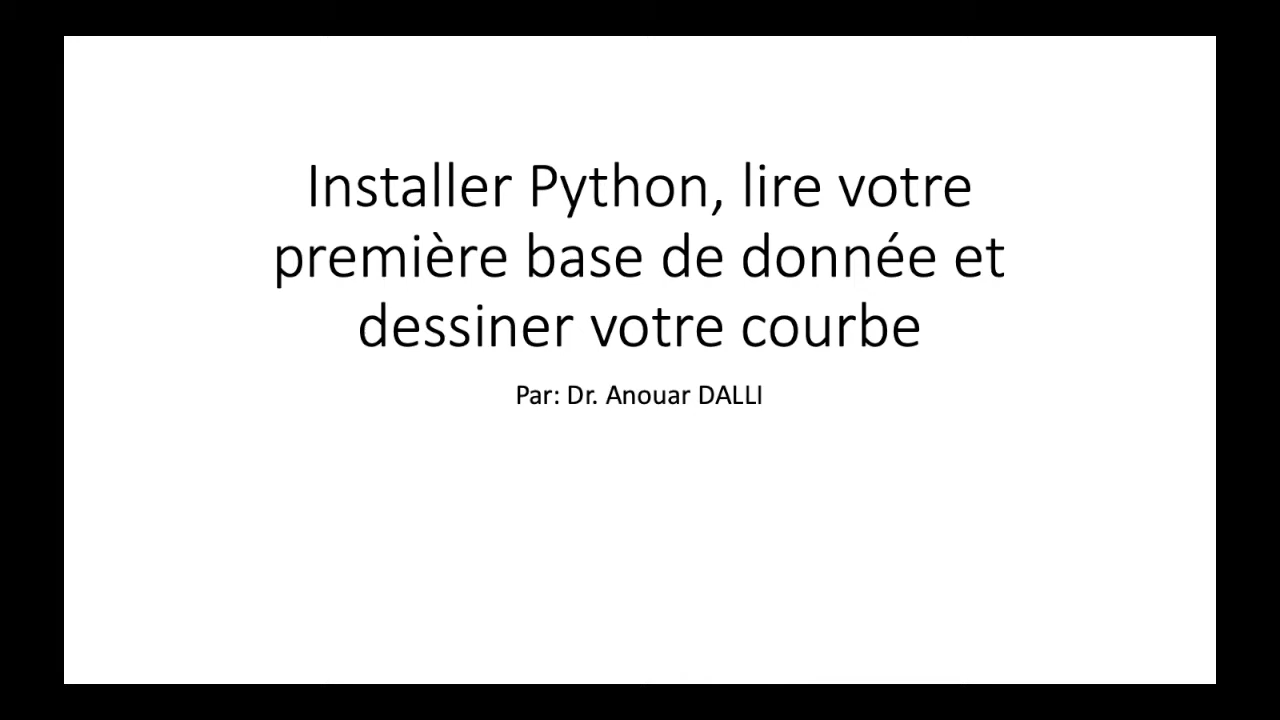 Installer Python, lire votre
première base de donnée et
dessiner votre courbe
Par: Dr. Anouar DALLI